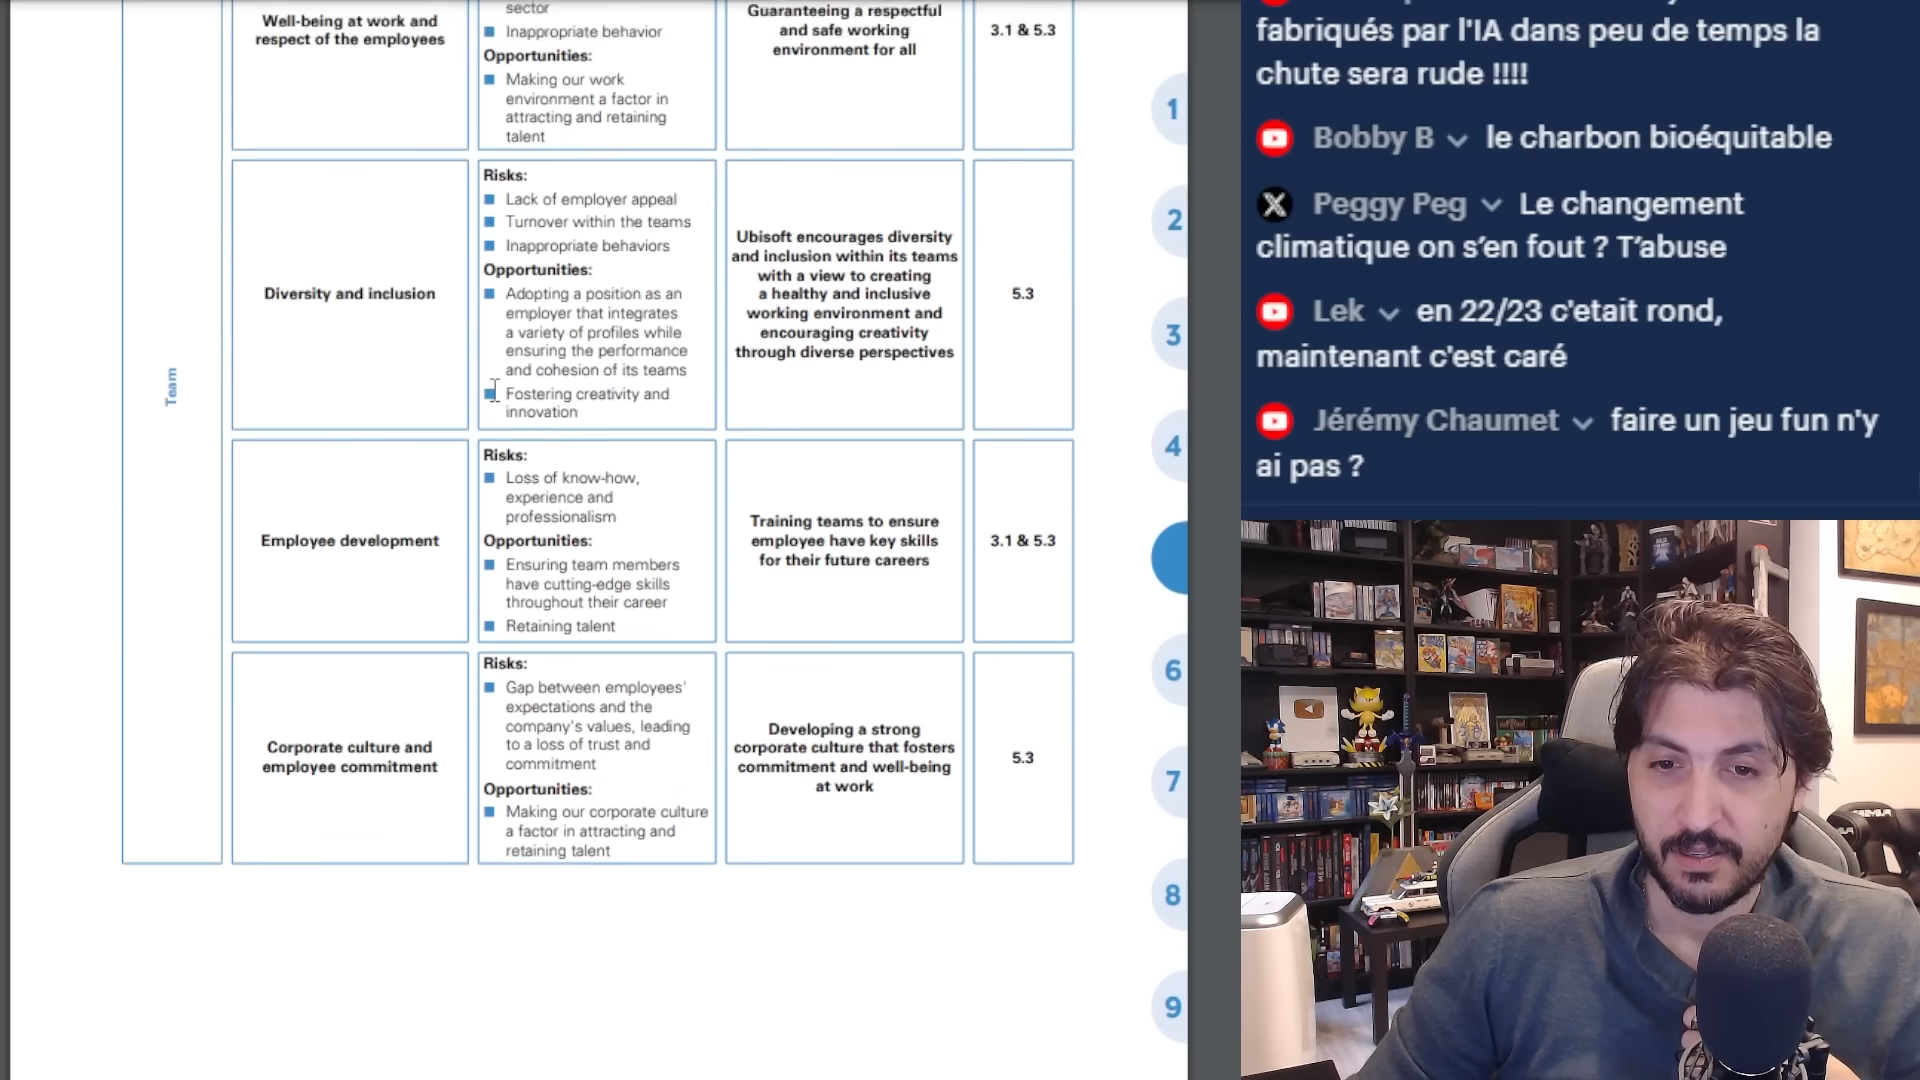 Team
Well-being at work and
respect of the employees
sector
Inappropriate behavior
Opportunities:
Making our work
environment a factor in
attracting and retaining
talent
Guaranteeing a respectful
and safe working
environment for all
3.1 & 5.3
Diversity and inclusion
Risks:
Lack of employer appeal
Turnover within the teams
Inappropriate behaviors
Opportunities:
Adopting a position as an
employer that integrates
a variety of profiles while
ensuring the performance
and cohesion of its teams
Fostering creativity and
innovation
Ubisoft encourages diversity
and inclusion within its teams
with a view to creating
a healthy and inclusive
working environment and
encouraging creativity
through diverse perspectives
5.3
Employee development
Risks:
Loss of know-how,
experience and
professionalism
Opportunities:
Ensuring team members
have cutting-edge skills
throughout their career
Retaining talent
Training teams to ensure
employee have key skills
for their future careers
3.1 & 5.3
Corporate culture and
employee commitment
Risks:
Gap between employees'
expectations and the
company's values, leading
to a loss of trust and
commitment
Opportunities:
Making our corporate culture
a factor in attracting and
retaining talent
Developing a strong
corporate culture that fosters
commitment and well-being
at work
5.3
1
2
3
4
6
7
8
9
fabriqués par l'IA dans peu de temps la
chute sera rude !!!!
Bobby B le charbon bioéquitable
Peggy Peg Le changement
climatique on s’en fout ? T’abuse
Lek en 22/23 c'etait rond,
maintenant c'est caré
Jérémy Chaumet faire un jeu fun n'y
ai pas ?